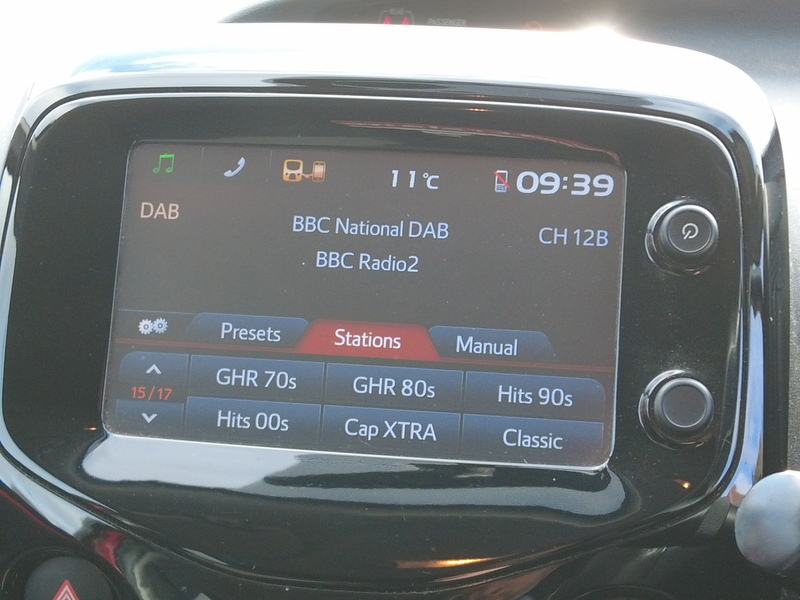 PASSENGER
11°C
09:39
DAB
BBC National DAB
CH 12B
BBC Radio2
Presets
Stations
Manual
15/17
GHR 70s
GHR 80s
Hits 90s
Hits 00s
Cap XTRA
Classic